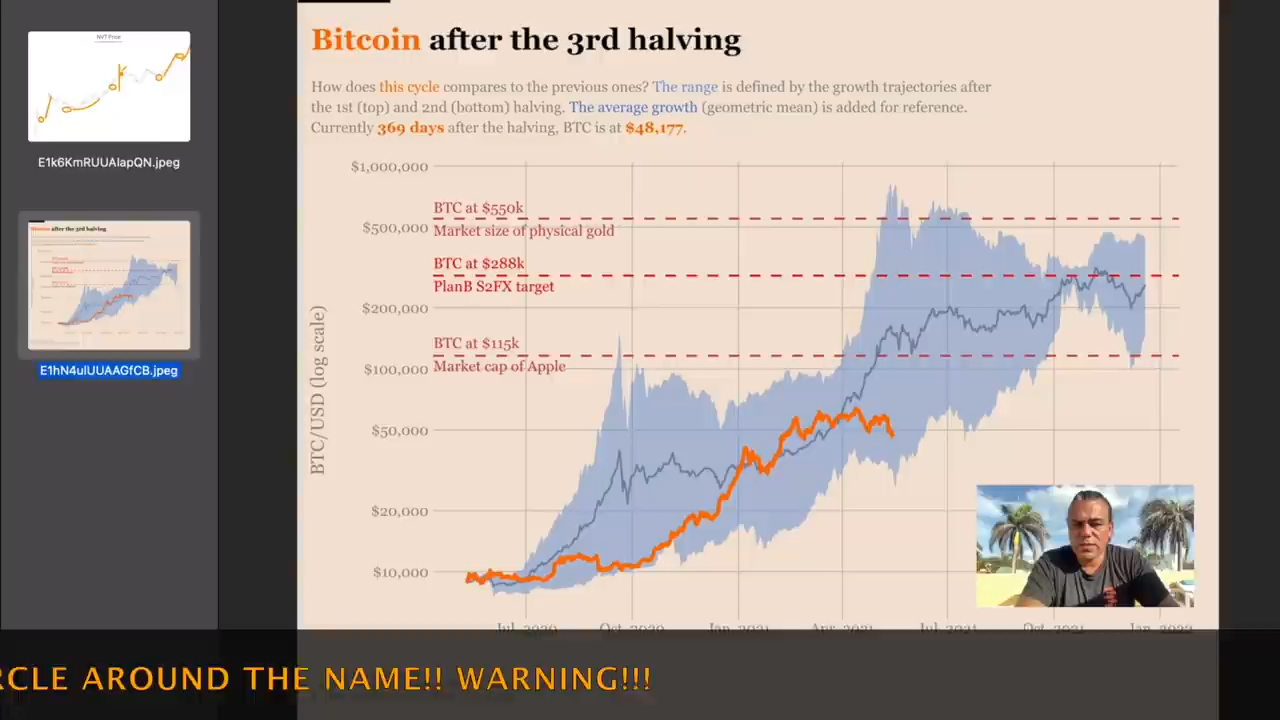 NVT Price
E1k6KmRUUAIapQN.jpeg
Bitcoin after the 3rd halving
E1hN4ulUUAAGfCB.jpeg
Bitcoin after the 3rd halving
How does this cycle compares to the previous ones? The range is defined by the growth trajectories after
the 1st (top) and 2nd (bottom) halving. The average growth (geometric mean) is added for reference.
Currently 369 days after the halving, BTC is at $48,177.
BTC/USD (log scale)
$1,000,000
BTC at $550k
$500,000
Market size of physical gold
BTC at $288k
PlanB S2FX target
$200,000
BTC at $115k
Market cap of Apple
$100,000
$50,000
$20,000
$10,000
Jul. 2020 Oct. 2020 Jan. 2021 Apr. 2021 Jul. 2021 Oct. 2021 Jan. 2022
RCLE AROUND THE NAME!! WARNING!!!